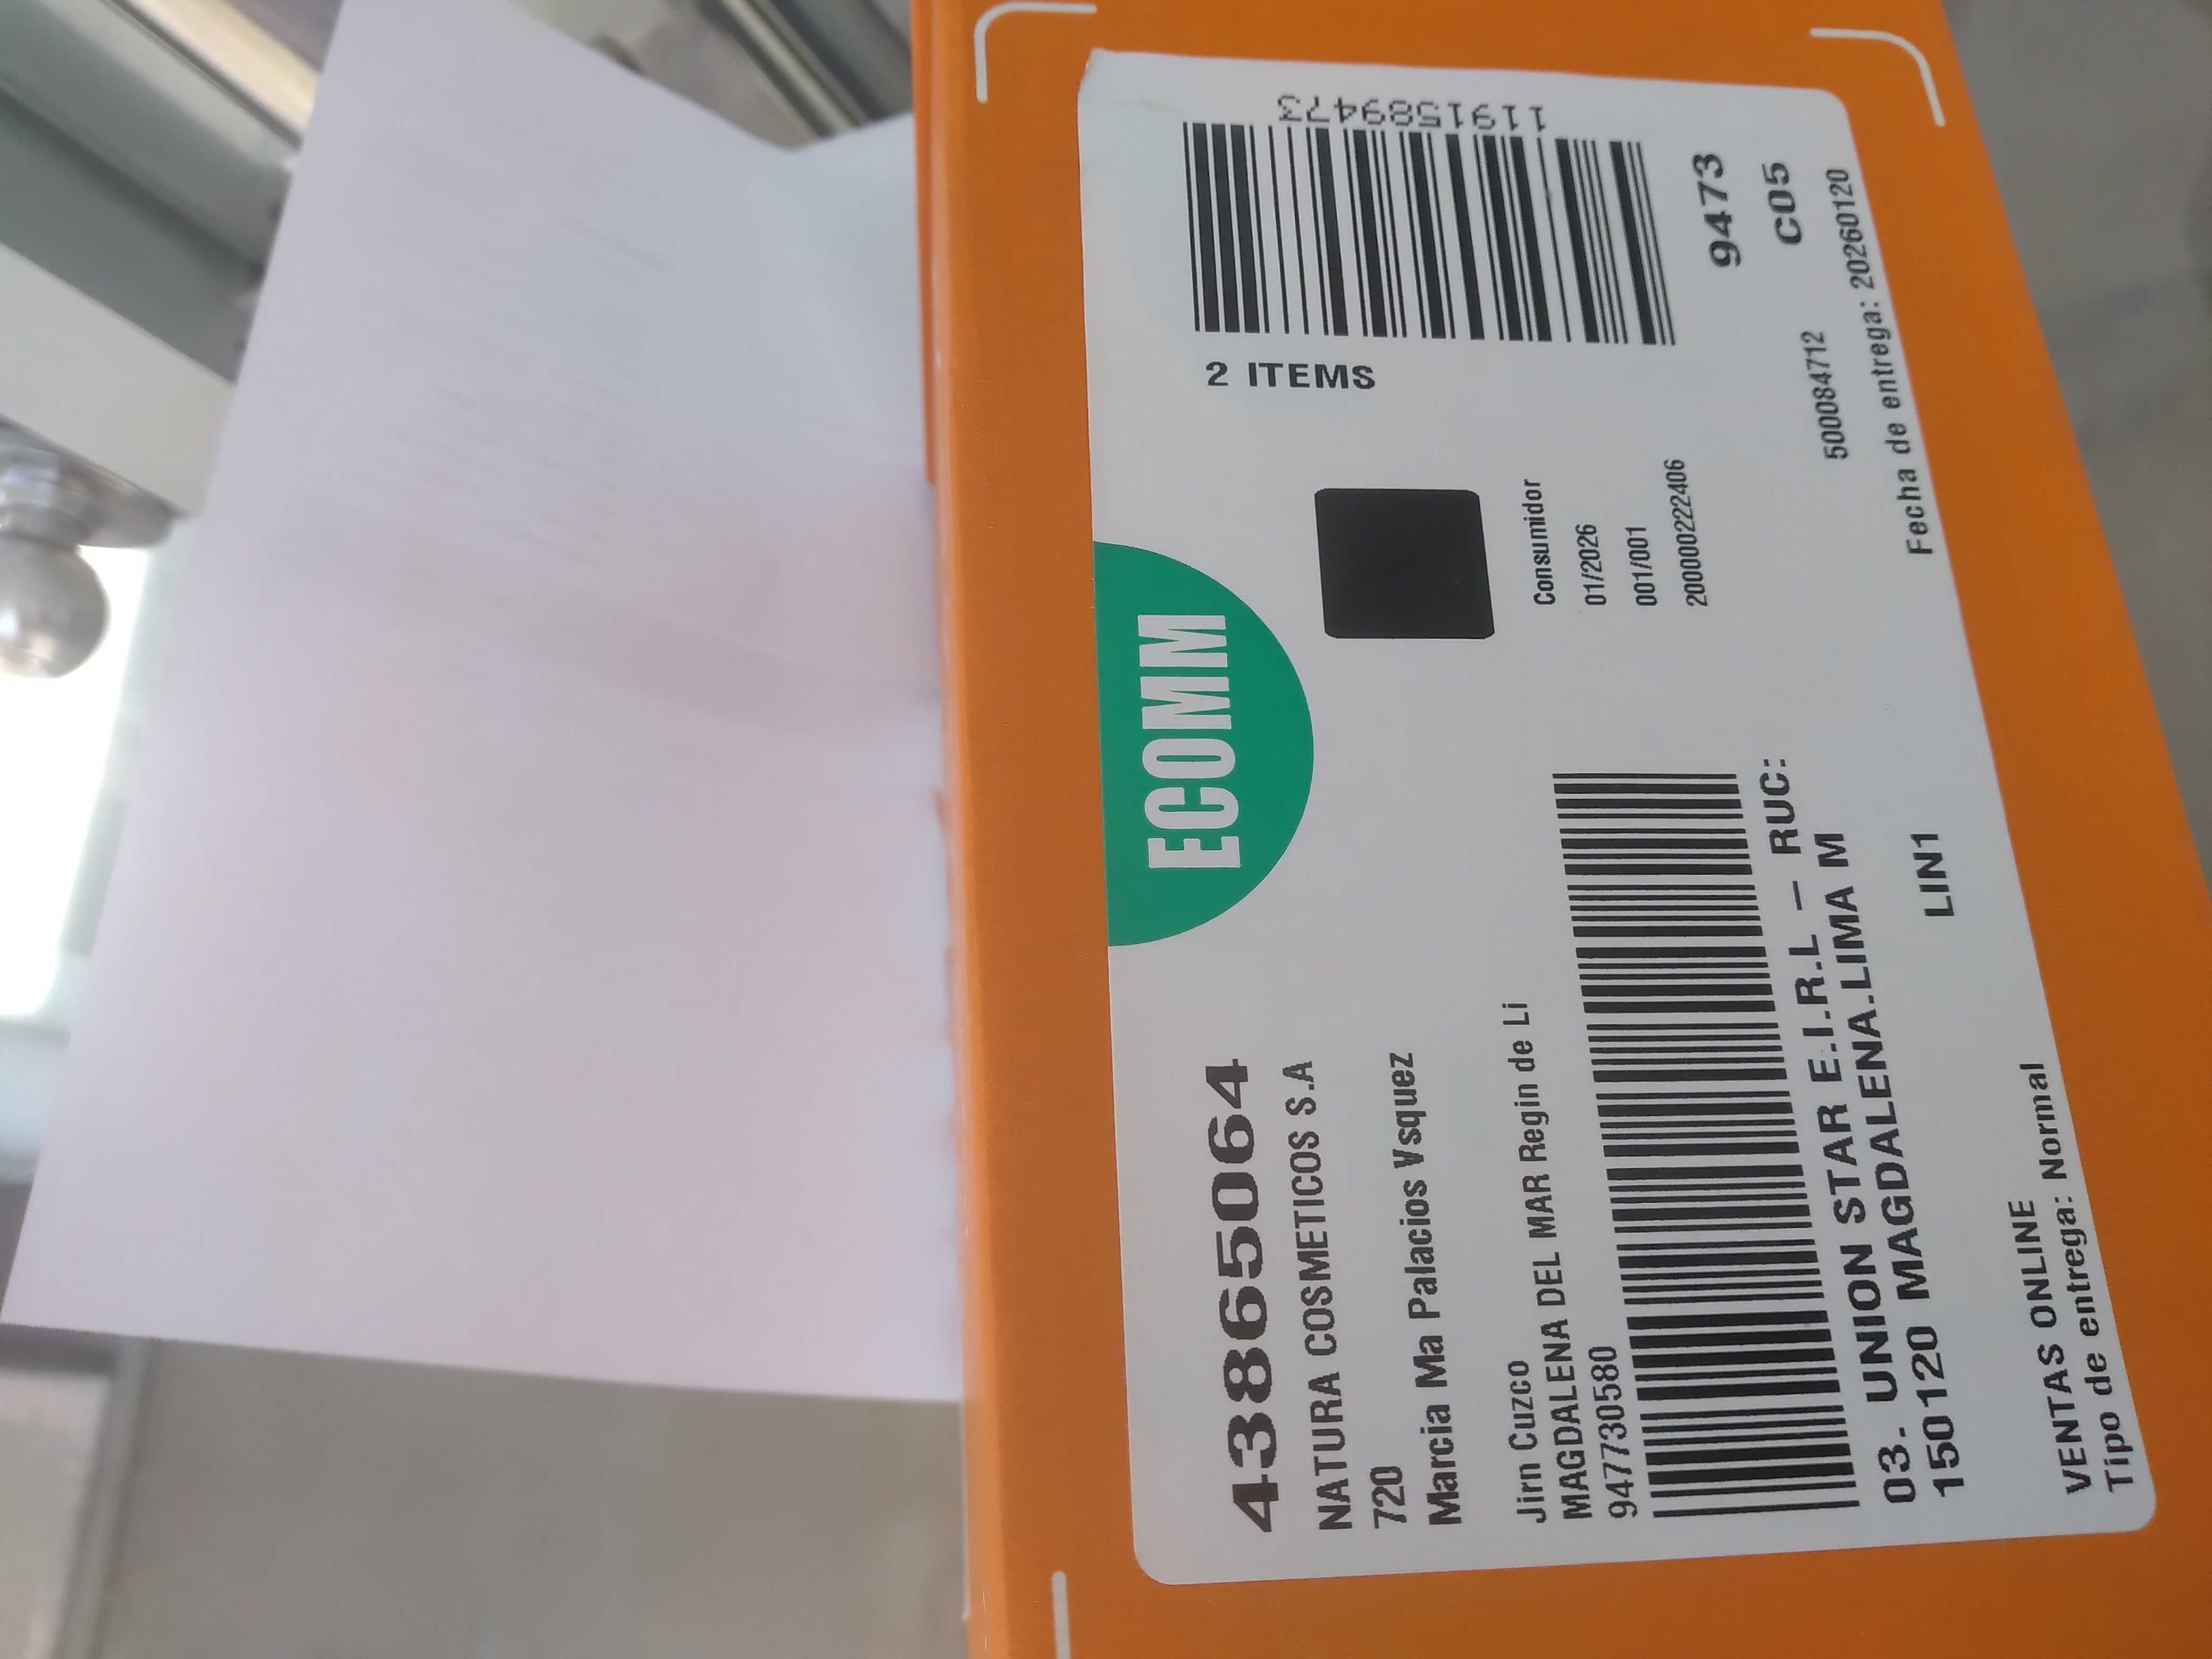 43865064
NATURA COSMETICOS S.A
720
Marcia Ma Palacios Vsquez
Jirn Cuzco
MAGDALENA DEL MAR Regin de Li
947730580
03. UNION STAR E.I.R.L – RUC:
150120 MAGDALENA.LIMA M
LIN1
VENTAS ONLINE
Tipo de entrega: Normal
ECOMM
Consumidor
01/2026
001/001
200000222406
2 ITEMS
1191589473
9473
C05
500084712
Fecha de entrega: 20260120